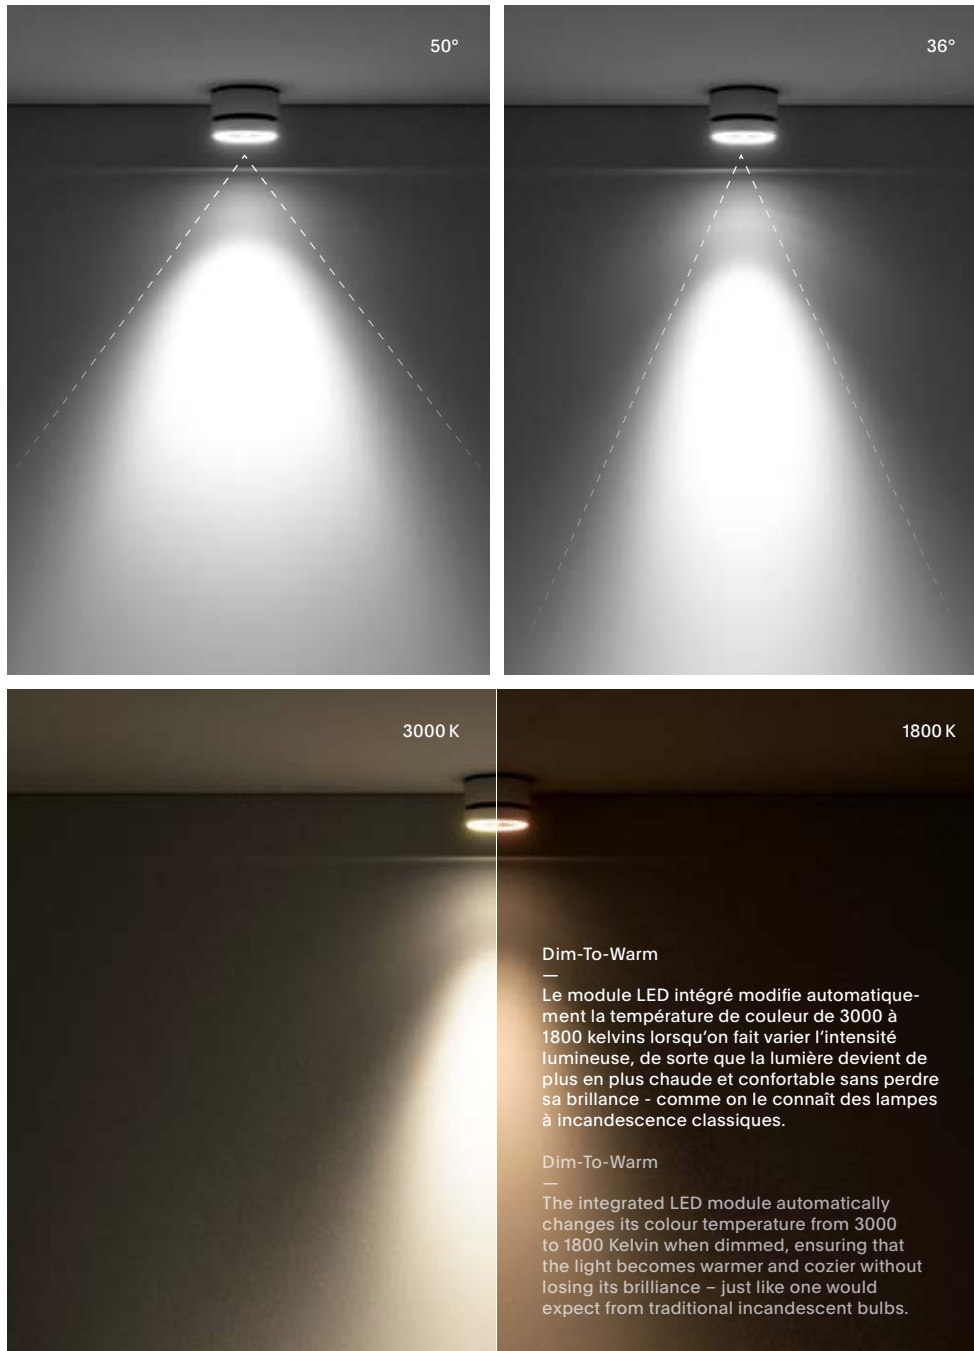 50°
36°
3000 K
1800 K
Dim-To-Warm
—
Le module LED intégré modifie automatique-
ment la température de couleur de 3000 à
1800 kelvins lorsqu‘on fait varier l’intensité
lumineuse, de sorte que la lumière devient de
plus en plus chaude et confortable sans perdre
sa brillance - comme on le connaît des lampes
à incandescence classiques.
Dim-To-Warm
—
The integrated LED module automatically
changes its colour temperature from 3000
to 1800 Kelvin when dimmed, ensuring that
the light becomes warmer and cozier without
losing its brilliance – just like one would
expect from traditional incandescent bulbs.